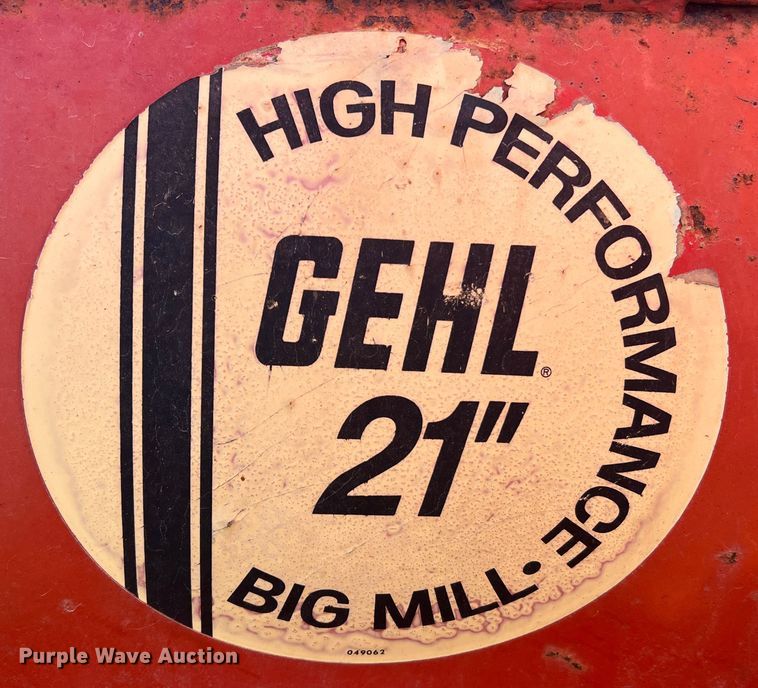 HIGH PERFORMANCE •
GEHL®
21"
BIG MILL
049062
Purple Wave Auction